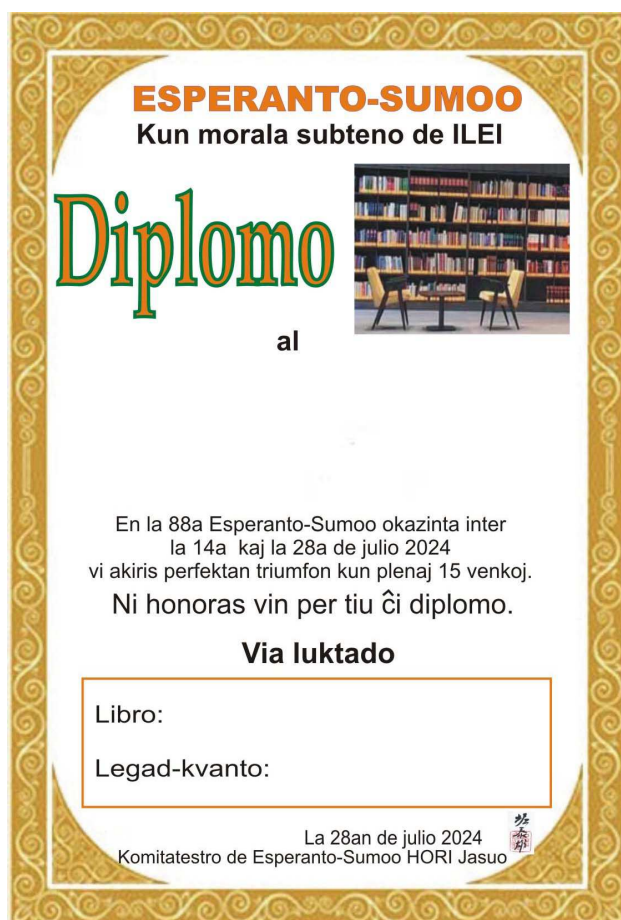 ESPERANTO-SUMOO
Kun morala subteno de ILEI
Diplomo
al
En la 88a Esperanto-Sumoo okazinta inter
la 14a kaj la 28a de julio 2024
vi akiris perfektan triumfon kun plenaj 15 venkoj.
Ni honoras vin per tiu ĉi diplomo.
Via luktado
Libro:
Legad-kvanto:
La 28an de julio 2024
Komitatestro de Esperanto-Sumoo HORI Jasuo